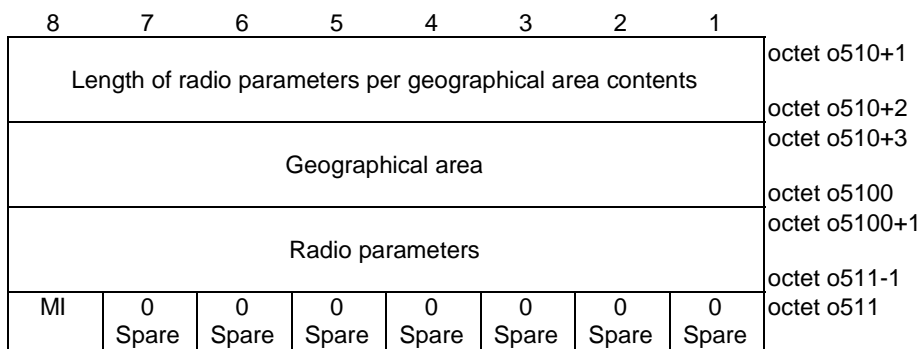 8 7 6 5 4 3 2 1
octet o510+1
Length of radio parameters per geographical area contents
octet o510+2
octet o510+3
Geographical area
octet o5100
octet o5100+1
Radio parameters
octet o511-1
MI 0 0 0 0 0 0 0 octet o511
Spare Spare Spare Spare Spare Spare Spare